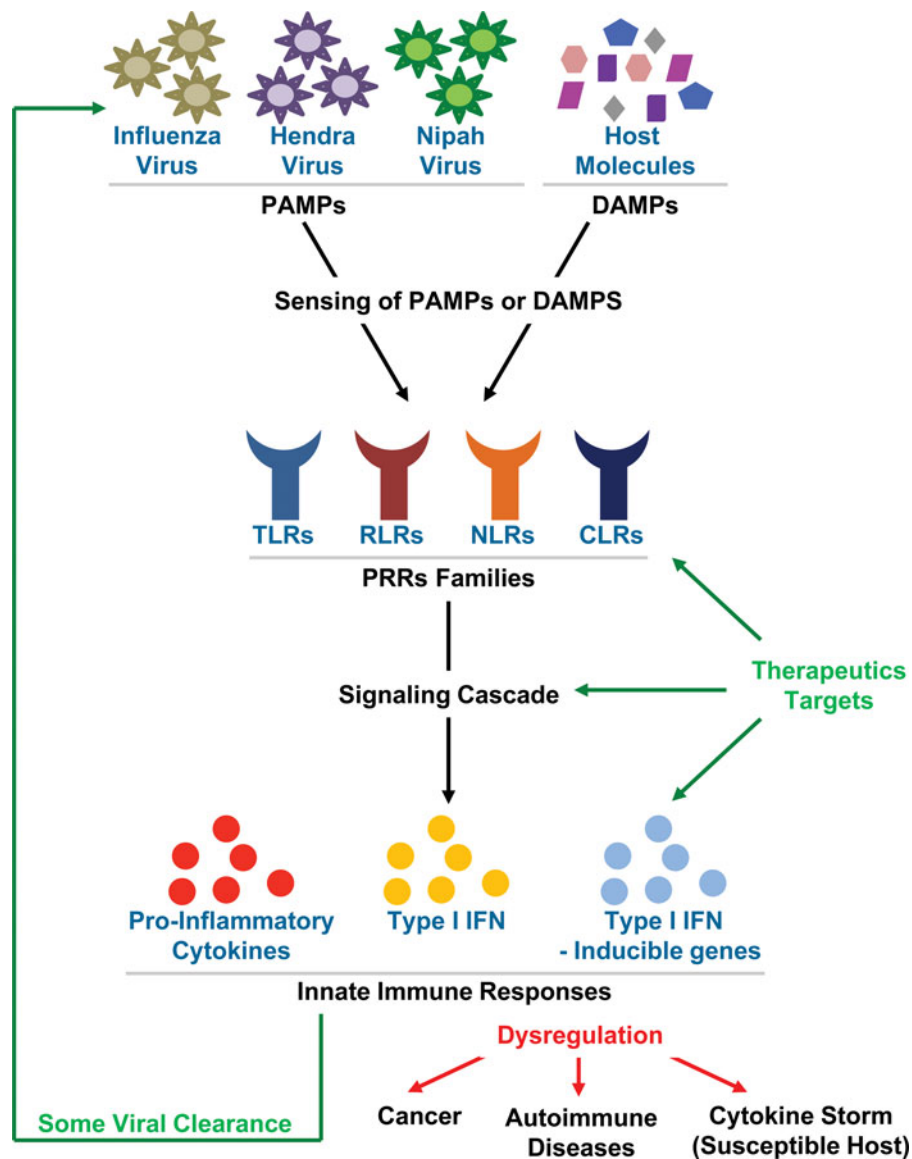 Influenza
Virus
Hendra
Virus
Nipah
Virus
Host
Molecules
PAMPs
DAMPs
Sensing of PAMPs or DAMPS
TLRs
RLRs
NLRs
CLRs
PRRs Families
Therapeutics
Targets
Signaling Cascade
Pro-Inflammatory
Cytokines
Type I IFN
Type I IFN
- Inducible genes
Innate Immune Responses
Dysregulation
Some Viral Clearance
Cancer
Autoimmune
Diseases
Cytokine Storm
(Susceptible Host)